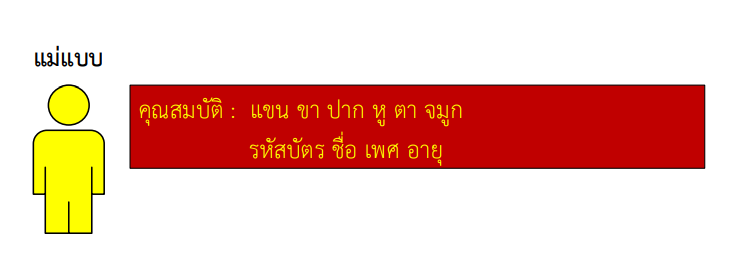 แม่แบบ
คุณสมบัติ : แขน ขา ปาก หู ตา จมูก
รหัสบัตร ชื่อ เพศ อายุ